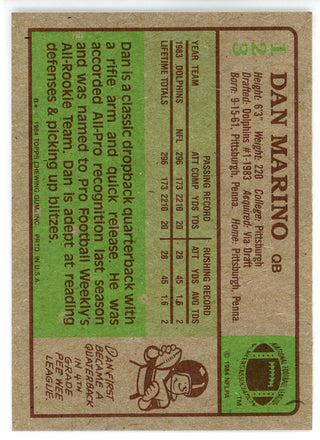 123
DAN MARINO QB
Height: 6'3" Weight: 220 College: Pittsburgh
Drafted: Dolphins #1-1983 Acquired: Via Draft
Born: 9-15-61, Pittsburgh, Penna. Home: Pittsburgh, Penna.
PASSING RECORD RUSHING RECORD
YEAR TEAM ATT COMP YDS TDS ATT YDS AVG TDS
1983 DOLPHINS NFL 296 173 2210 20 28 45 1.6 2
LIFETIME TOTALS 296 173 2210 20 28 45 1.6 2
Dan is a classic dropback quarterback with
a rifle arm and quick release. He was
accorded All-Pro recognition last season
and was named to Pro Football Weekly's
All-Rookie Team. Dan is adept at reading
defenses & picking up blitzes.
© 1984 TOPPS CHEWING GUM, INC. PRTD. IN U.S.A.
© 1984 NFLPA
DAN FIRST
BECAME A
QUARTERBACK
IN 4TH
GRADE
PEE WEE
LEAGUE.